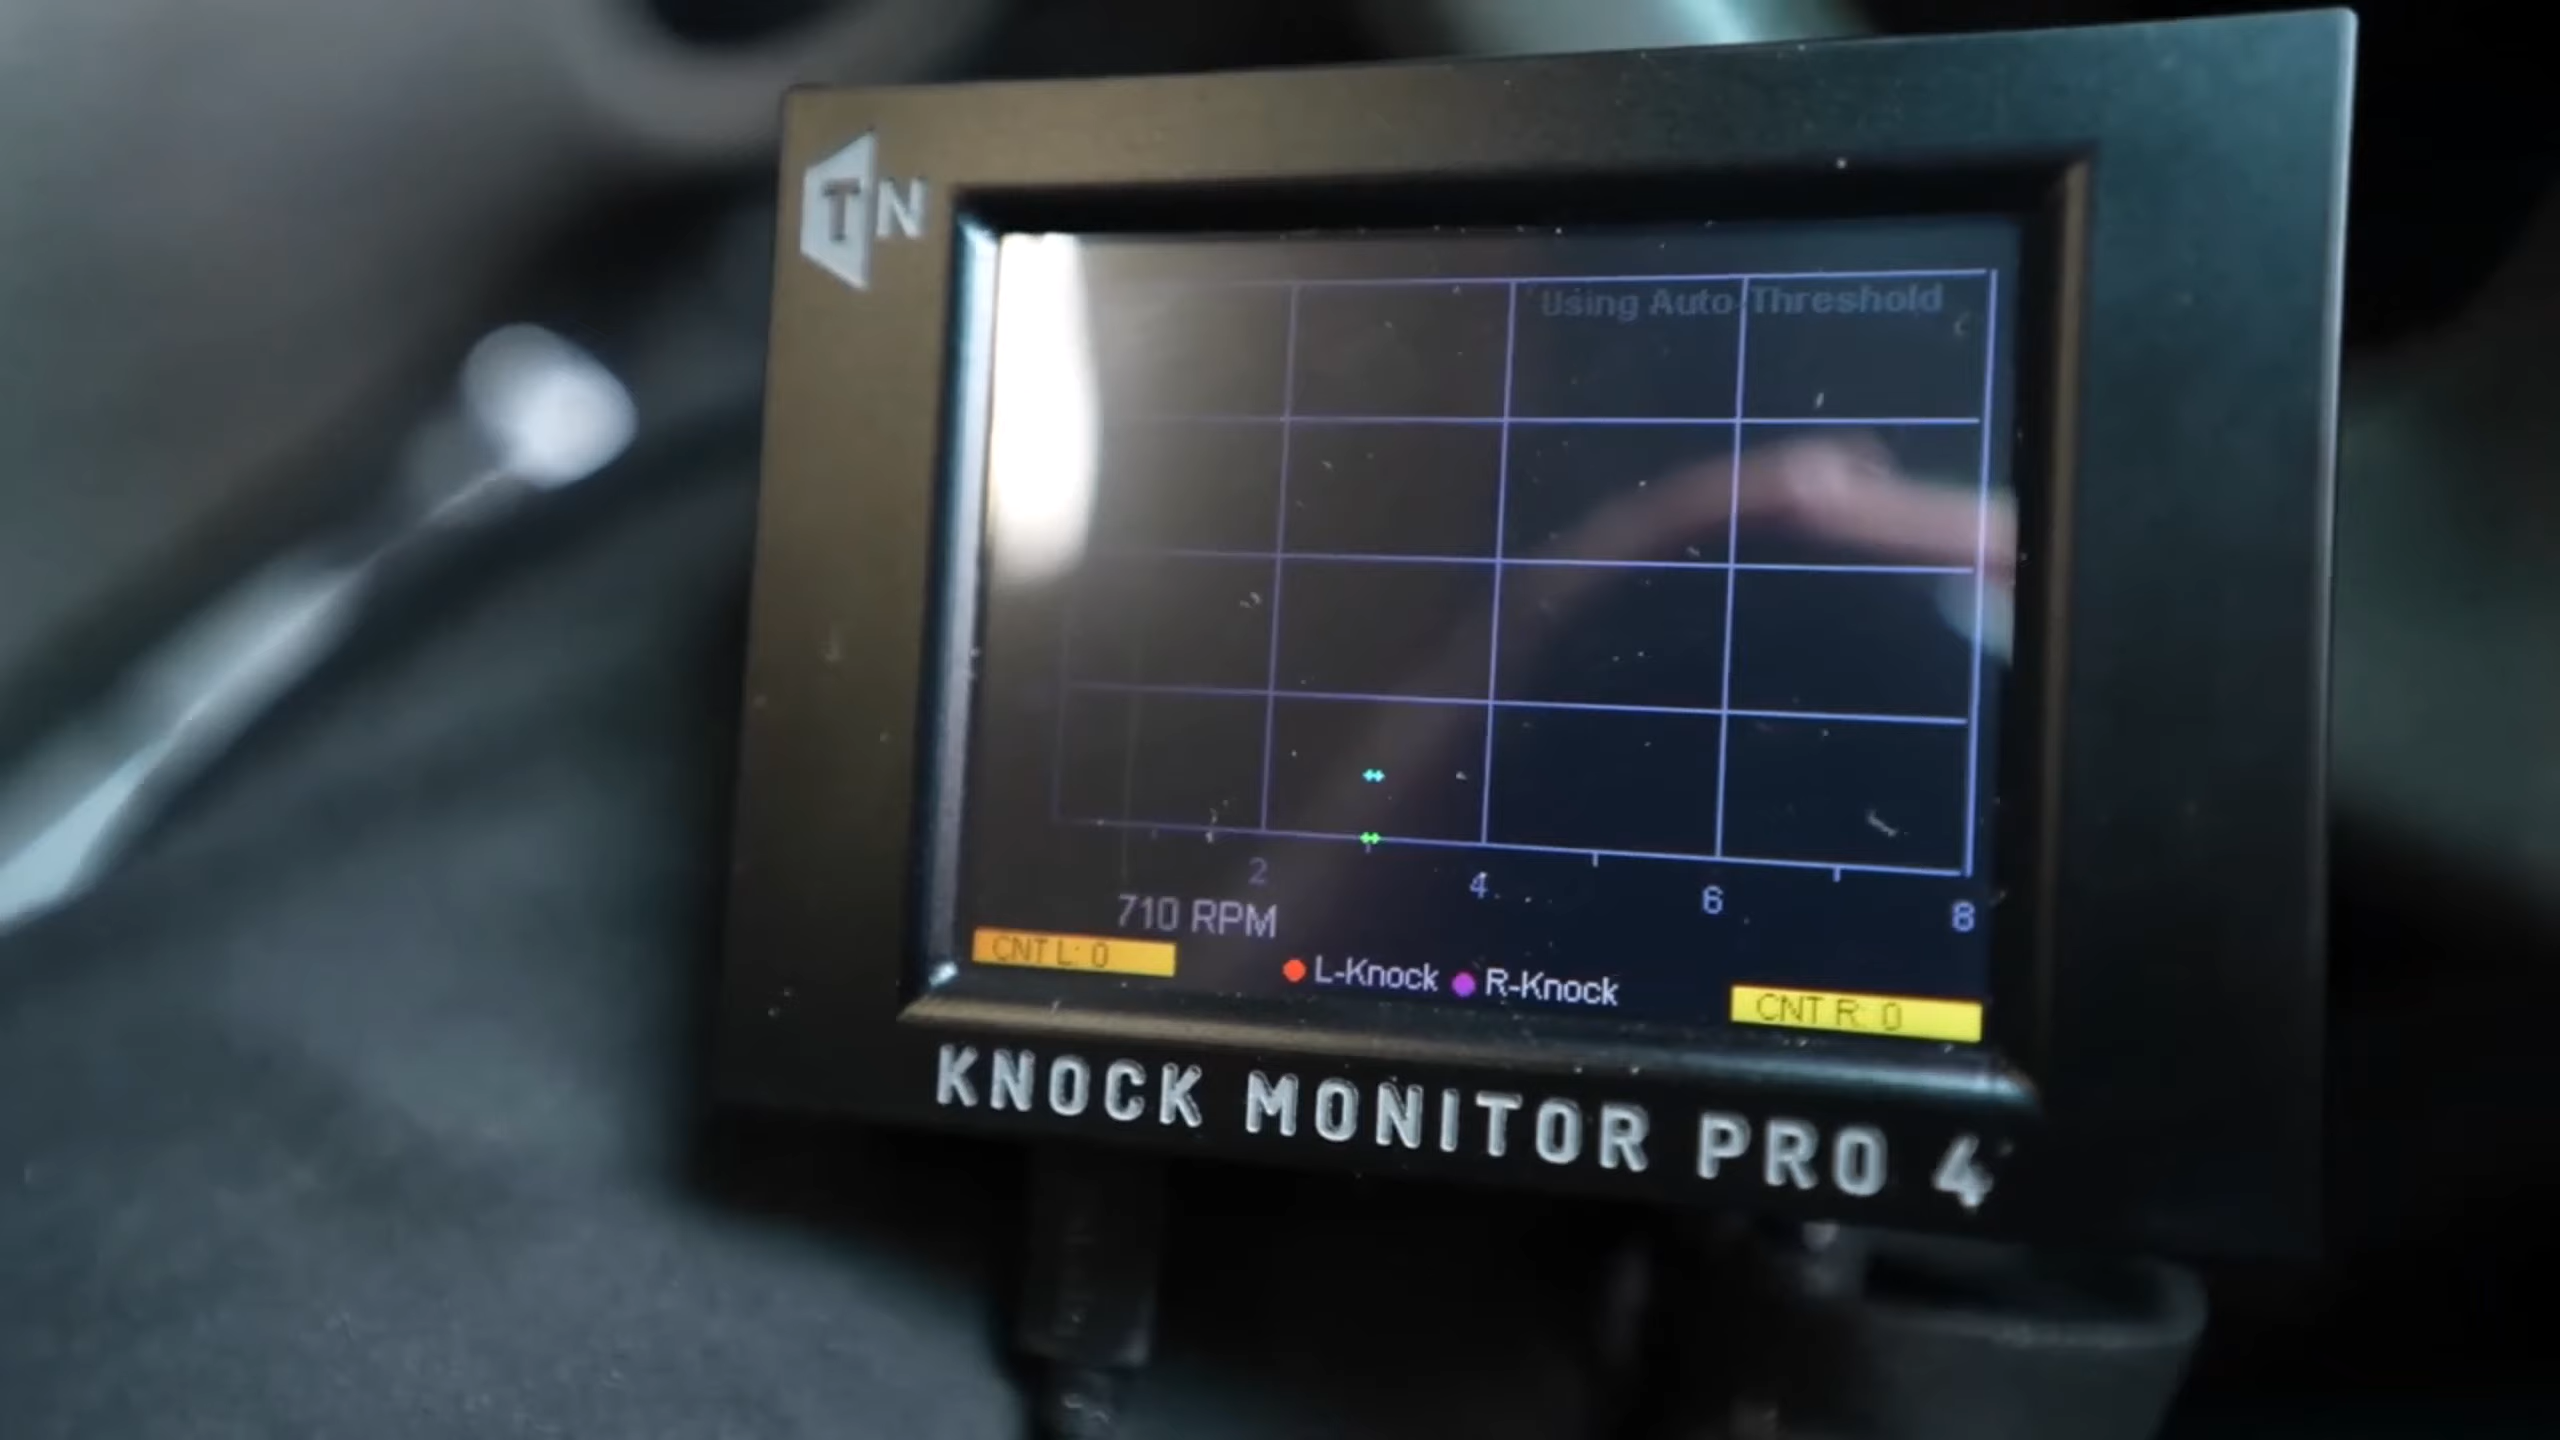 TN
Using Auto Threshold
2 4 6 8
710 RPM
CNT L: 0
L-Knock R-Knock
CNT R: 0
KNOCK MONITOR PRO 4